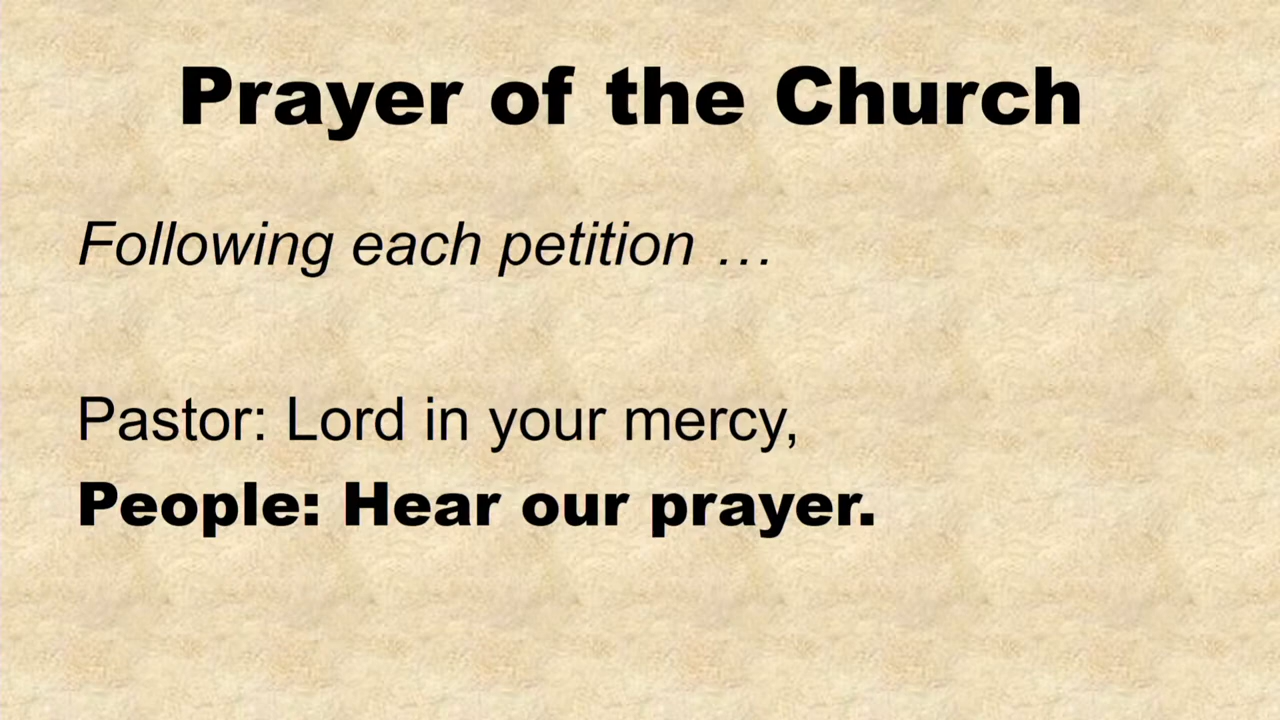 Prayer of the Church
Following each petition …
Pastor: Lord in your mercy,
People: Hear our prayer.